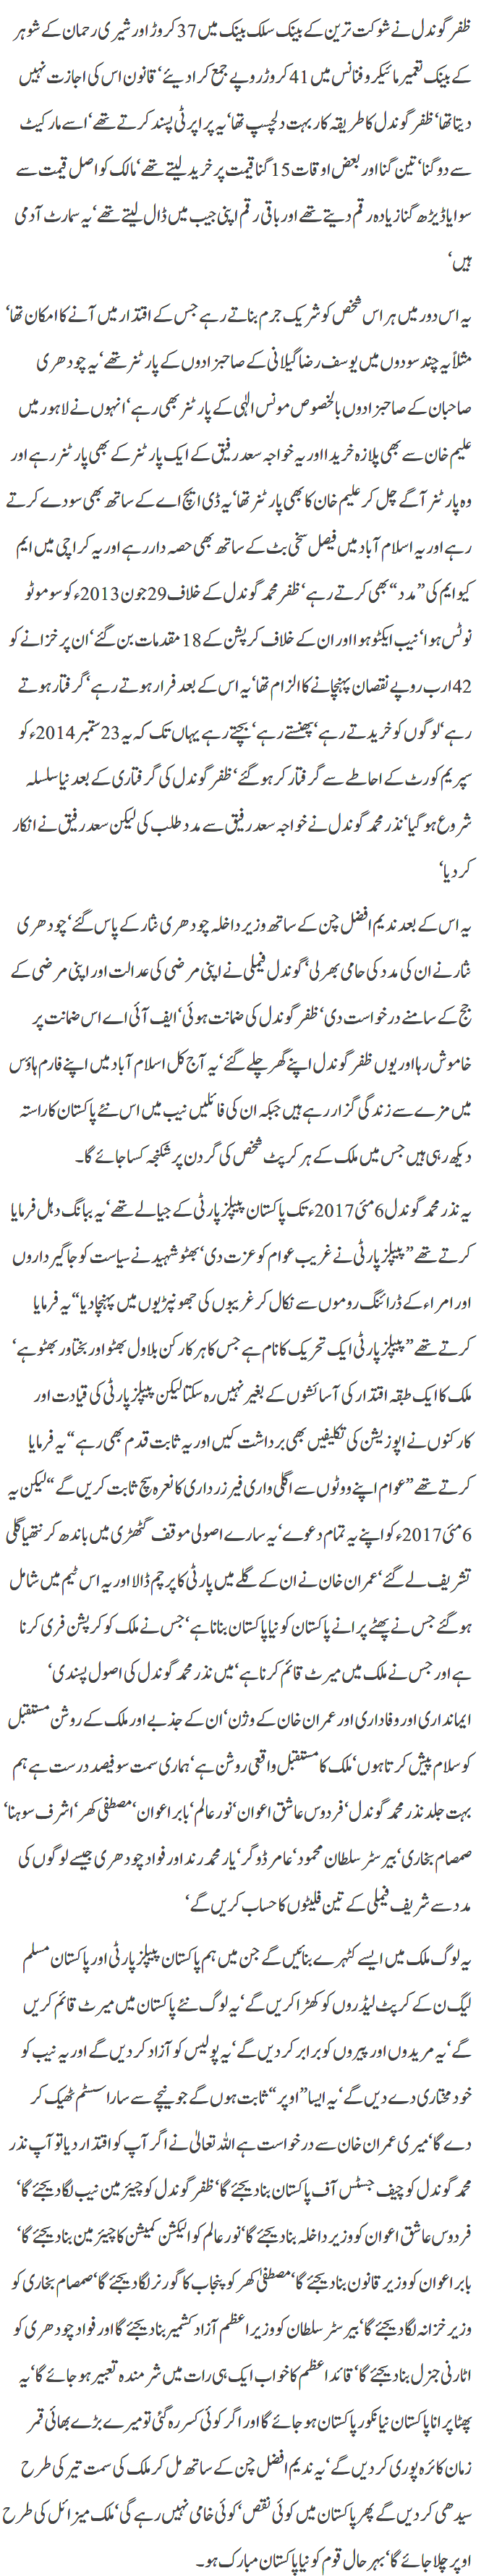 ظفر گوندل نے شوکت ترین کے بینک سلک بینک میں 37 کروڑ اور شیری رحمان کے شوہر
کے بینک تعمیر مائیکرو فنانس میں 41 کروڑ روپے جمع کرا دیئے‘ قانون اس کی اجازت نہیں
دیتا تھا‘ ظفر گوندل کا طریقہ کار بہت دلچسپ تھا‘ یہ پراپرٹی پسند کرتے تھے‘ اسے مارکیٹ
سے دو گنا‘ تین گنا اور بعض اوقات 15 گنا قیمت پر خرید لیتے تھے‘ مالک کو اصل قیمت سے
سوایا ڈیڑھ گنا زیادہ رقم دیتے تھے اور باقی رقم اپنی جیب میں ڈال لیتے تھے‘ یہ سمارٹ آدمی
ہیں‘
یہ اس دور میں ہر اس شخص کو شریک جرم بناتے رہے جس کے اقتدار میں آنے کا امکان تھا‘
مثلاً یہ چند سودوں میں یوسف رضا گیلانی کے صاحبزادوں کے پارٹنر تھے‘ یہ چودھری
صاحبان کے صاحبزادوں بالخصوص مونس الٰہی کے پارٹنر بھی رہے‘ انہوں نے لاہور میں
علیم خان سے بھی پلازہ خریدا اور یہ خواجہ سعد رفیق کے ایک پارٹنر کے بھی پارٹنر رہے اور
وہ پارٹنر آگے چل کر علیم خان کا بھی پارٹنر تھا‘ یہ ڈی ایچ اے کے ساتھ بھی سودے کرتے
رہے اور یہ اسلام آباد میں فیصل سخی بٹ کے ساتھ بھی حصہ دار رہے اور یہ کراچی میں ایم
کیو ایم کی ”مدد“ بھی کرتے رہے‘ ظفر محمد گوندل کے خلاف 29 جون 2013ء کو سوموٹو
نوٹس ہوا‘ نیب ایکٹو ہوا اور ان کے خلاف کرپشن کے 18 مقدمات بن گئے‘ ان پر خزانے کو
42 ارب روپے نقصان پہنچانے کا الزام تھا‘ یہ اس کے بعد فرار ہوتے رہے‘ گرفتار ہوتے
رہے‘ لوگوں کو خریدتے رہے‘ پھنستے رہے‘ بچتے رہے یہاں تک کہ یہ 23 ستمبر 2014ء کو
سپریم کورٹ کے احاطے سے گرفتار کر ہو گئے‘ ظفر گوندل کی گرفتاری کے بعد نیا سلسلہ
شروع ہو گیا‘ نذر محمد گوندل نے خواجہ سعد رفیق سے مدد طلب کی لیکن سعد رفیق نے انکار
کر دیا‘
یہ اس کے بعد ندیم افضل چن کے ساتھ وزیر داخلہ چودھری نثار کے پاس گئے‘ چودھری
نثار نے ان کی مدد کی حامی بھر لی‘ گوندل فیملی نے اپنی مرضی کی عدالت اور اپنی مرضی کے
جج کے سامنے درخواست دی‘ ظفر گوندل کی ضمانت ہوئی‘ ایف آئی اے اس ضمانت پر
خاموش رہا اور یوں ظفر گوندل اپنے گھر چلے گئے‘ یہ آج کل اسلام آباد میں اپنے فارم ہاؤس
میں مزے سے زندگی گزار رہے ہیں جبکہ ان کی فائلیں نیب میں اس نئے پاکستان کا راستہ
دیکھ رہی ہیں جس میں ملک کے ہر کرپٹ شخص کی گردن پر شکنجہ کسا جائے گا۔
یہ نذر محمد گوندل 6 مئی 2017ء تک پاکستان پیپلز پارٹی کے جیالے تھے‘ یہ ببانگ دہل فرمایا
کرتے تھے ”پیپلز پارٹی نے غریب عوام کو عزت دی‘ بھٹو شہید نے سیاست کو جاگیرداروں
اور امراء کے ڈرائنگ روموں سے نکال کر غریبوں کی جھونپڑیوں میں پہنچا دیا“ یہ فرمایا
کرتے تھے ”پیپلز پارٹی ایک تحریک کا نام ہے جس کا ہر کارکن بلاول بھٹو اور بختاور بھٹو ہے‘
ملک کا ایک طبقہ اقتدار کی آسائشوں کے بغیر نہیں رہ سکتا لیکن پیپلز پارٹی کی قیادت اور
کارکنوں نے اپوزیشن کی تکلیفیں بھی برداشت کیں اور یہ ثابت قدم بھی رہے“ یہ فرمایا
کرتے تھے ”عوام اپنے ووٹوں سے اگلی واری فیر زرداری کا نعرہ سچ ثابت کریں گے“ لیکن یہ
6 مئی 2017ء کو اپنے یہ تمام دعوے‘ یہ سارے اصولی موقف گٹھڑی میں باندھ کر نتھیا گلی
تشریف لے گئے‘ عمران خان نے ان کے گلے میں پارٹی کا پرچم ڈالا اور یہ اس ٹیم میں شامل
ہو گئے جس نے پھٹے پرانے پاکستان کو نیا پاکستان بنانا ہے‘ جس نے ملک کو کرپشن فری کرنا
ہے اور جس نے ملک میں میرٹ قائم کرنا ہے‘ میں نذر محمد گوندل کی اصول پسندی‘
ایمانداری اور وفاداری اور عمران خان کے وژن‘ ان کے جذبے اور ملک کے روشن مستقبل
کو سلام پیش کرتا ہوں‘ ملک کا مستقبل واقعی روشن ہے‘ ہماری سمت سو فیصد درست ہے ہم
بہت جلد نذر محمد گوندل‘ فردوس عاشق اعوان‘ نور عالم‘ بابر اعوان‘ مصطفیٰ کھر‘ اشرف سوہنا‘
صمصام بخاری‘ بیرسٹر سلطان محمود‘ عامر ڈوگر‘ یار محمد رند اور فواد چودھری جیسے لوگوں کی
مدد سے شریف فیملی کے تین فلیٹوں کا حساب کریں گے‘
یہ لوگ ملک میں ایسے کٹہرے بنائیں گے جن میں ہم پاکستان پیپلز پارٹی اور پاکستان مسلم
لیگ ن کے کرپٹ لیڈروں کو کھڑا کریں گے‘ یہ لوگ نئے پاکستان میں میرٹ قائم کریں
گے‘ یہ مریدوں اور پیروں کو برابر کر دیں گے‘ یہ پولیس کو آزاد کر دیں گے اور یہ نیب کو
خود مختاری دے دیں گے‘ یہ ایسا ”اوپر“ ثابت ہوں گے جو نیچے سے سارا سسٹم ٹھیک کر
دے گا‘ میری عمران خان سے درخواست ہے اللہ تعالیٰ نے اگر آپ کو اقتدار دیا تو آپ نذر
محمد گوندل کو چیف جسٹس آف پاکستان بنا دیجئے گا‘ ظفر گوندل کو چیئرمین نیب لگا دیجئے گا‘
فردوس عاشق اعوان کو وزیر داخلہ بنا دیجئے گا‘ نور عالم کو الیکشن کمیشن کا چیئرمین بنا دیجئے گا‘
بابر اعوان کو وزیر قانون بنا دیجئے گا‘ مصطفیٰ کھر کو پنجاب کا گورنر لگا دیجئے گا‘ صمصام بخاری کو
وزیر خزانہ لگا دیجئے گا‘ بیرسٹر سلطان کو وزیراعظم آزاد کشمیر بنا دیجئے گا اور فواد چودھری کو
اٹارنی جنرل بنا دیجئے گا‘ قائداعظم کا خواب ایک ہی رات میں شرمندہ تعبیر ہو جائے گا‘ یہ
پھٹا پرانا پاکستان نیا نکور پاکستان ہو جائے گا اور اگر کوئی کسر رہ گئی تو میرے بڑے بھائی قمر
زمان کائرہ پوری کر دیں گے‘ یہ ندیم افضل چن کے ساتھ مل کر ملک کی سمت تیر کی طرح
سیدھی کر دیں گے پھر پاکستان میں کوئی نقص‘ کوئی خامی نہیں رہے گی‘ ملک میزائل کی طرح
اوپر چلا جائے گا‘ بہرحال قوم کو نیا پاکستان مبارک ہو۔